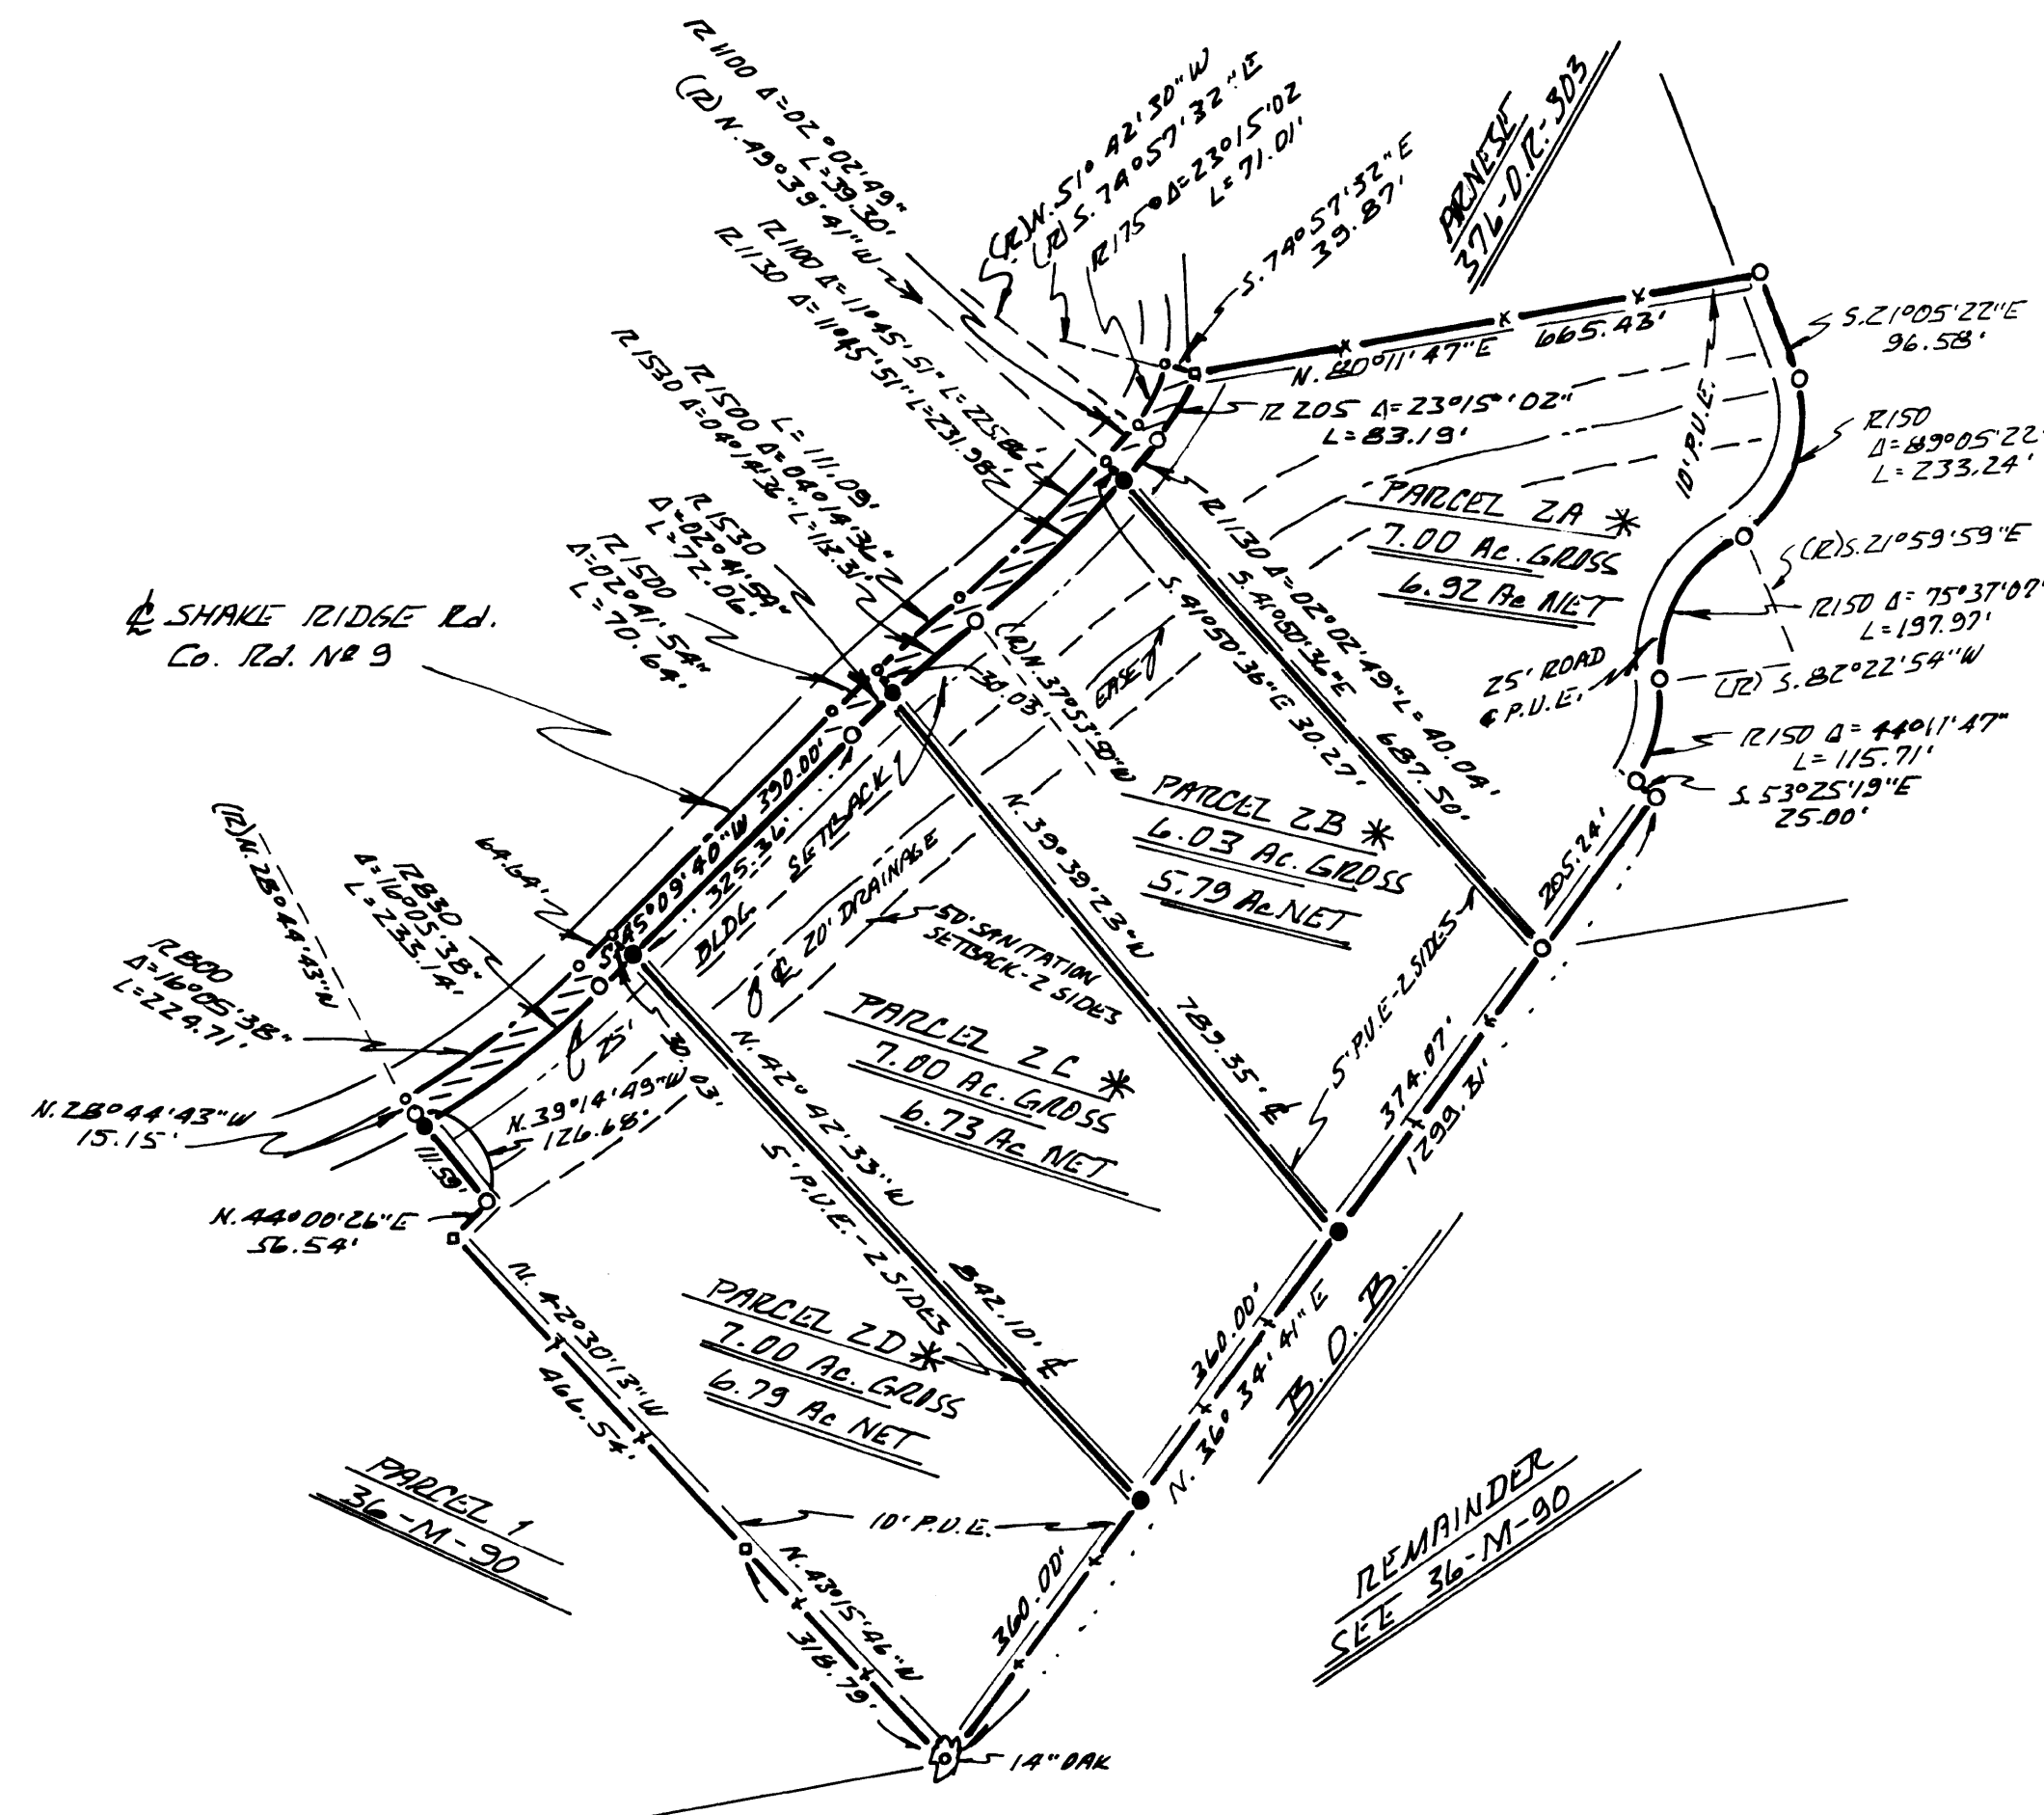 R 1100 Δ=02°02'49"
L=39.30'
(R) N.49°39'41"W
R1100 Δ=11°45'51" L=225.86'
R1130 Δ=11°45'51" L=231.98'
(R)N.51°42'30"W
(R)S.74°57'32"E
R175° Δ=23°15'02
L=71.01'
S.74°57'32"E
39.87'
ARNESE
376-O.R.-303
N.80°11'47"E
665.43'
10' P.U.E.
S.21°05'22"E
96.58'
R150
Δ=89°05'22"
L=233.24'
R 205 Δ=23°15'02"
L=83.19'
L=111.09'
R1500 Δ=04°14'36"
R1530 Δ=04°14'36" L=113.31'
R1530
Δ=02°41'54"
L=72.06'
R1500
Δ=02°41'54"
L=70.64'
PARCEL 2A *
7.00 Ac. GROSS
6.92 Ac NET
(R)S.21°59'59"E
R150 Δ=75°37'07"
L=197.97'
(R) S.82°22'54"W
25' ROAD
& P.U.E.
R150 Δ=44°11'47"
L=115.71'
S.53°25'19"E
25.00'
R1130 Δ=02°02'49" L=40.04'
S.41°50'36"E 687.50'
S.41°50'36"E 30.27'
(R)N.37°53'50"W
EASE'T
30.03'
℄ SHAKE RIDGE Rd.
Co. Rd. No 9
S.45°09'40"W 390.00'
325.36'
64.64'
BLDG. SETBACK
℄ 20' DRAINAGE
50' SANITATION
SETBACK-2 SIDES
N.39°39'23"W
789.35' ℄
PARCEL 2B *
6.03 Ac. GROSS
5.79 Ac NET
205.24'
5' P.U.E-2 SIDES
374.07'
1299.31'
(R)N.28°44'43"W
R830
Δ=16°05'38"
L=233.14'
R800
Δ=16°05'38"
L=224.71'
N.28°44'43"W
15.15'
75'
30.03'
N.39°14'49"W
126.68'
111.59'
N.44°00'26"E
56.54'
PARCEL 2C *
7.00 Ac. GROSS
6.73 Ac NET
N.42°42'33"W
842.10' ℄
5' P.U.E.-2 SIDES
PARCEL 2D *
7.00 Ac. GROSS
6.79 Ac NET
360.00'
N.36°34'41"E
B.O.B.
N.42°30'13"W
466.54'
PARCEL 1
36-M-90
10' P.U.E.
N.43°15'46"W
318.79'
360.00'
14" OAK
REMAINDER
SEE 36-M-90